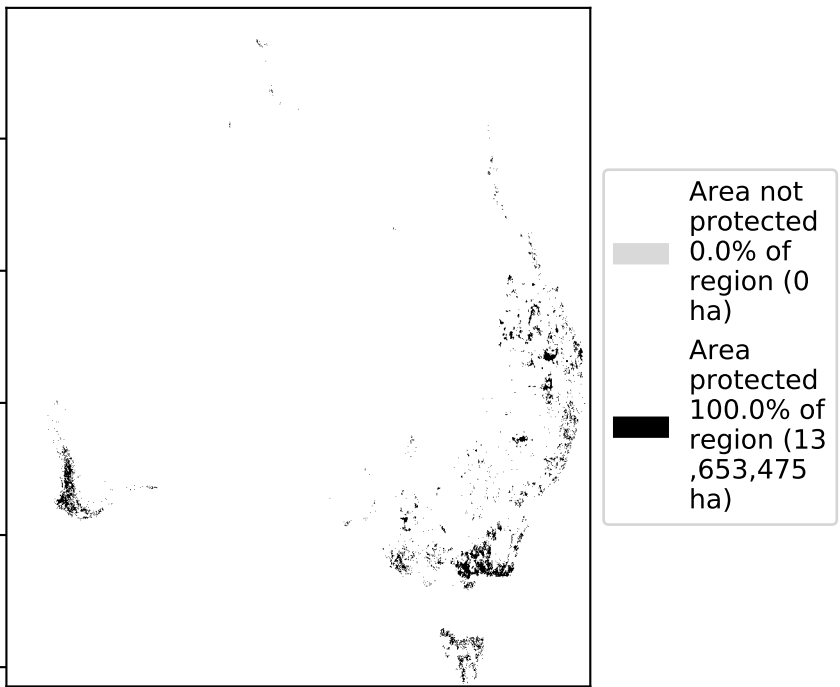 Area not
protected
0.0% of
region (0
ha)
Area
protected
100.0% of
region (13
,653,475
ha)